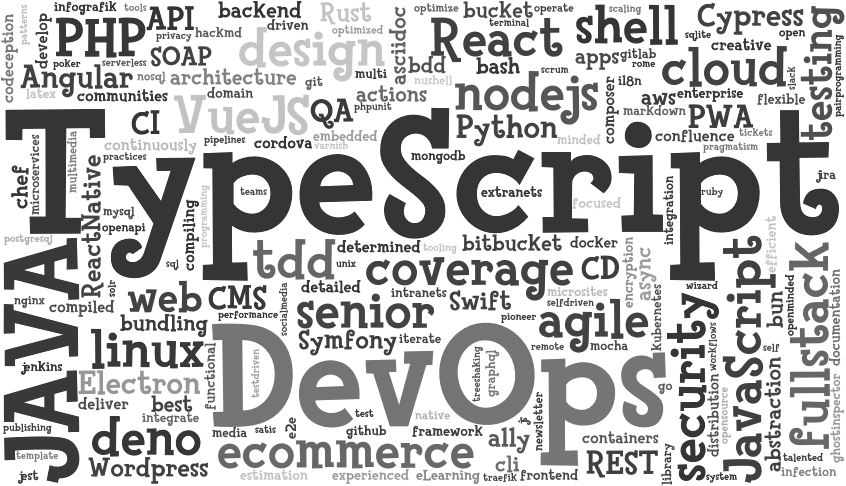 infografik
tools
API
backend
driven
Rust
optimize
bucket
operate
shell
scaling
Cypress
open
patterns
codeception
develop
PHP
privacy
hackmd
design
optimized
asciidoc
terminal
React
sqlite
creative
testing
pairprogramming
poker
serverless
SOAP
multi
bdd
bash
scrum
apps
gitlab
rome
cloud
slack
Angular
nosql
architecture
git
nushell
il8n
latex
communities
domain
VueJS
QA
phpunit
actions
nodejs
composer
aws
enterprise
markdown
PWA
flexible
CI
continuously
pipelines
cordova
embedded
varnish
Python
minded
confluence
tickets
pragmatism
TypeScript
chef
microservices
multimedia
practices
mongodb
ReactNative
mysql
openapi
compiling
programming
teams
extranets
focused
integration
ruby
jra
postgresql
sql
tdd
unix
determined
tooling
bitbucket
docker
encryption
async
efficient
JAVA
nginx
compiled
solr
web
CMS
detailed
coverage
CD
wizard
JavaScript
fullstack
performance
socialmedia
intranets
Swift
microsites
selfdriven
kubernetes
bun
openminded
documentation
bundling
senior
pioneer
agile
security
workflows
linux
functional
Symfony
iterate
remote
mocha
self
jenkins
DevOps
testdriven
treeshaking
graphql
go
Electron
deliver
best
integrate
test
native
newsletter
distribution
opensource
abstraction
ghostinspector
publishing
deno
media
satis
e2e
github
framework
ally
containers
template
ecommerce
cli
REST
library
talented
jest
Wordpress
estimation
experienced
eLearning
traefik
frontend
system
infection